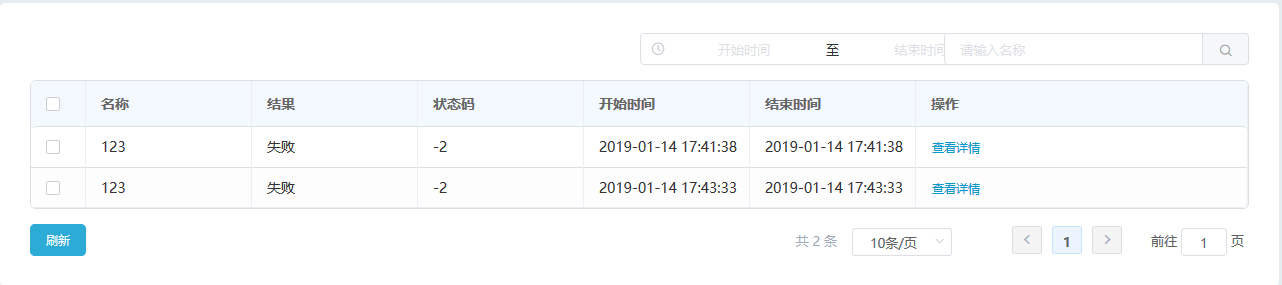 开始时间 至 结束时间 请输入名称
名称 结果 状态码 开始时间 结束时间 操作
123 失败 -2 2019-01-14 17:41:38 2019-01-14 17:41:38 查看详情
123 失败 -2 2019-01-14 17:43:33 2019-01-14 17:43:33 查看详情
刷新 共 2 条 10条/页 1 前往 1 页